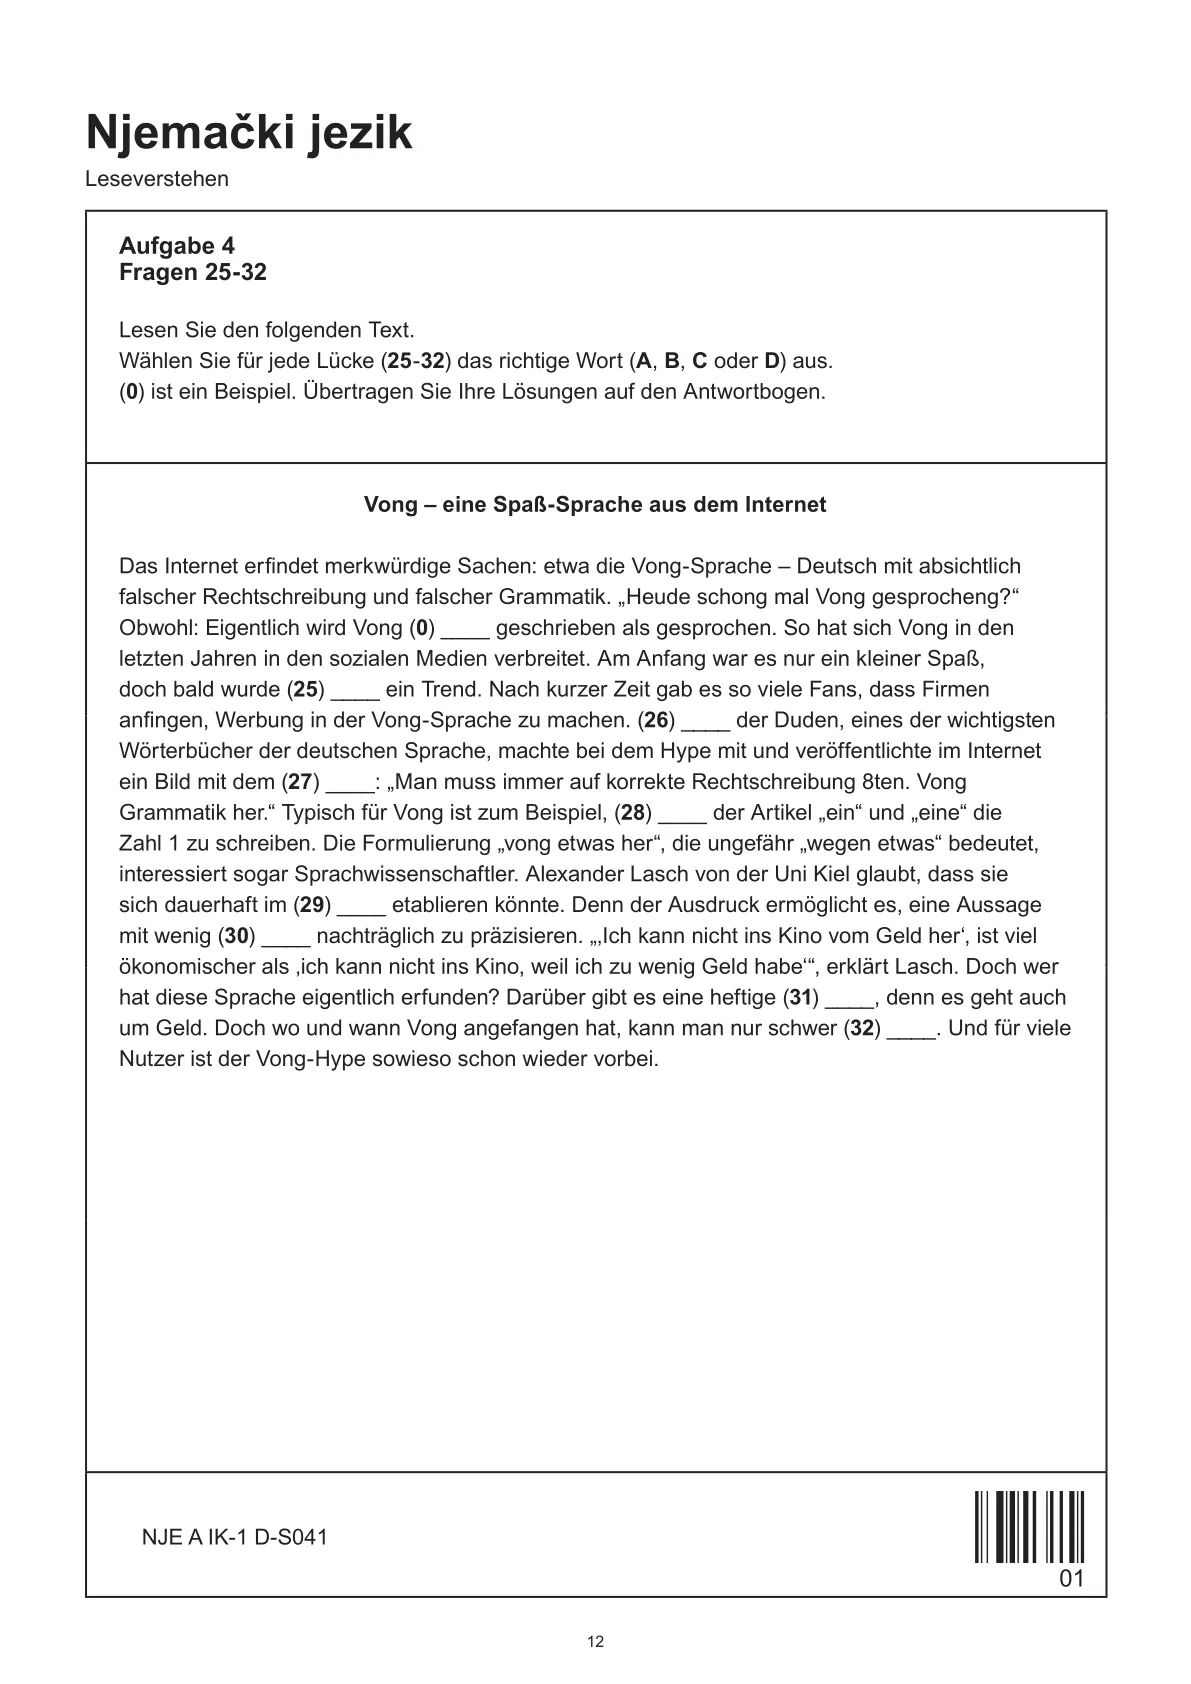 Njemački jezik
Leseverstehen
Aufgabe 4
Fragen 25-32
Lesen Sie den folgenden Text.
Wählen Sie für jede Lücke (25-32) das richtige Wort (A, B, C oder D) aus.
(0) ist ein Beispiel. Übertragen Sie Ihre Lösungen auf den Antwortbogen.
Vong – eine Spaß-Sprache aus dem Internet
Das Internet erfindet merkwürdige Sachen: etwa die Vong-Sprache – Deutsch mit absichtlich
falscher Rechtschreibung und falscher Grammatik. „Heude schong mal Vong gesprocheng?“
Obwohl: Eigentlich wird Vong (0) ____ geschrieben als gesprochen. So hat sich Vong in den
letzten Jahren in den sozialen Medien verbreitet. Am Anfang war es nur ein kleiner Spaß,
doch bald wurde (25) ____ ein Trend. Nach kurzer Zeit gab es so viele Fans, dass Firmen
anfingen, Werbung in der Vong-Sprache zu machen. (26) ____ der Duden, eines der wichtigsten
Wörterbücher der deutschen Sprache, machte bei dem Hype mit und veröffentlichte im Internet
ein Bild mit dem (27) ____: „Man muss immer auf korrekte Rechtschreibung 8ten. Vong
Grammatik her.“ Typisch für Vong ist zum Beispiel, (28) ____ der Artikel „ein“ und „eine“ die
Zahl 1 zu schreiben. Die Formulierung „vong etwas her“, die ungefähr „wegen etwas“ bedeutet,
interessiert sogar Sprachwissenschaftler. Alexander Lasch von der Uni Kiel glaubt, dass sie
sich dauerhaft im (29) ____ etablieren könnte. Denn der Ausdruck ermöglicht es, eine Aussage
mit wenig (30) ____ nachträglich zu präzisieren. „‚Ich kann nicht ins Kino vom Geld her‘, ist viel
ökonomischer als ‚ich kann nicht ins Kino, weil ich zu wenig Geld habe‘“, erklärt Lasch. Doch wer
hat diese Sprache eigentlich erfunden? Darüber gibt es eine heftige (31) ____, denn es geht auch
um Geld. Doch wo und wann Vong angefangen hat, kann man nur schwer (32) ____. Und für viele
Nutzer ist der Vong-Hype sowieso schon wieder vorbei.
NJE A IK-1 D-S041
01
12